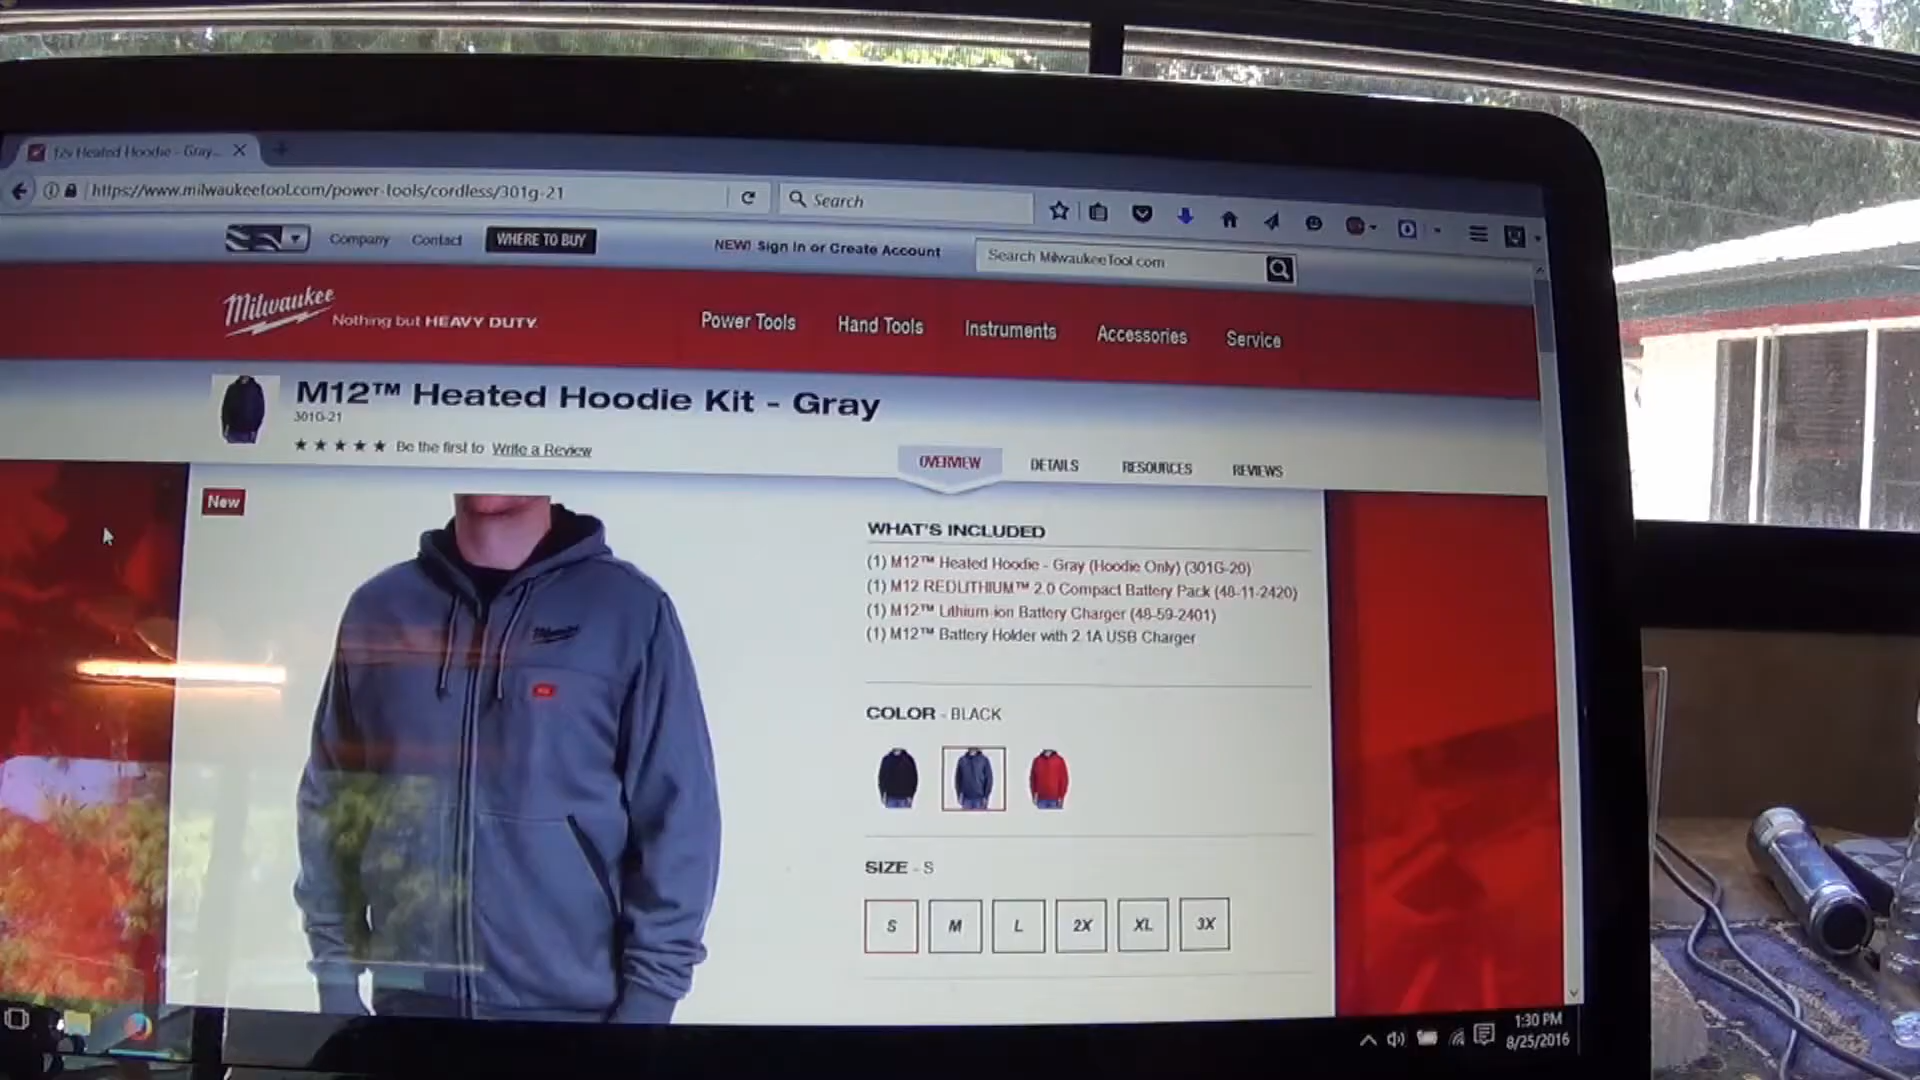 12v Heated Hoodie - Gray...
https://www.milwaukeetool.com/power-tools/cordless/301g-21
Search
Company Contact WHERE TO BUY NEW! Sign In or Create Account Search MilwaukeeTool.com
Milwaukee Nothing but HEAVY DUTY.
Power Tools Hand Tools Instruments Accessories Service
M12™ Heated Hoodie Kit - Gray
301G-21
Be the first to Write a Review
OVERVIEW DETAILS RESOURCES REVIEWS
New
WHAT'S INCLUDED
(1) M12™ Heated Hoodie - Gray (Hoodie Only) (301G-20)
(1) M12 REDLITHIUM™ 2.0 Compact Battery Pack (48-11-2420)
(1) M12™ Lithium-ion Battery Charger (48-59-2401)
(1) M12™ Battery Holder with 2.1A USB Charger
Milwaukee
COLOR - BLACK
SIZE - S
S M L 2X XL 3X
1:30 PM
8/25/2016